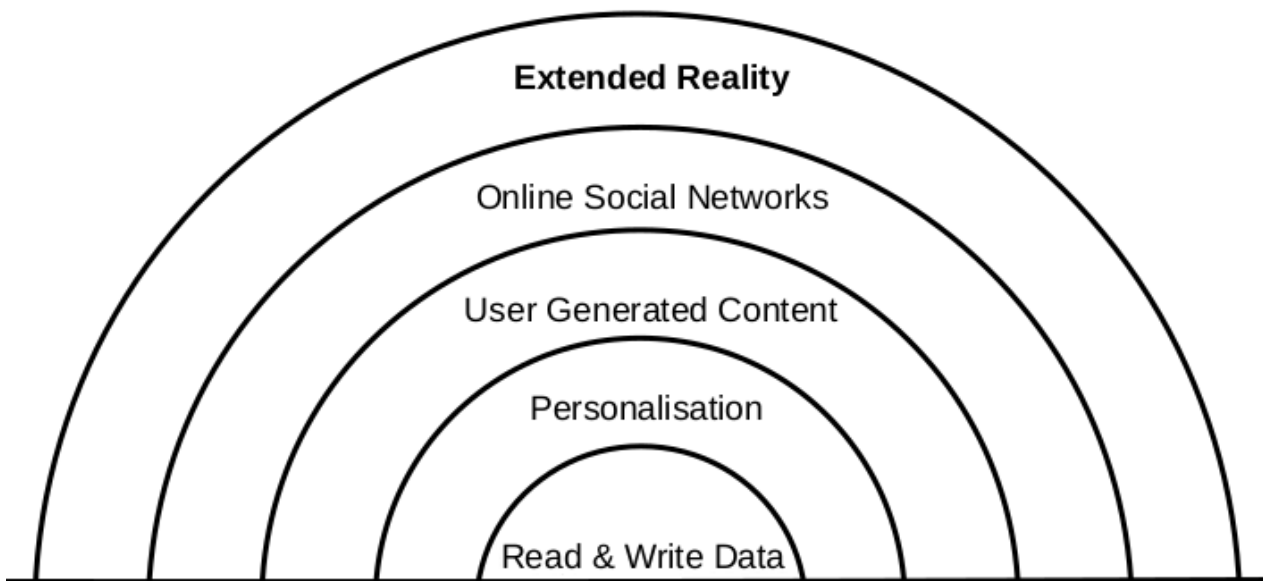 Extended Reality
Online Social Networks
User Generated Content
Personalisation
Read & Write Data